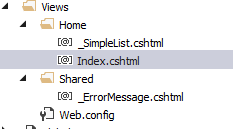 Views
Home
_SimpleList.cshtml
Index.cshtml
Shared
_ErrorMessage.cshtml
Web.config